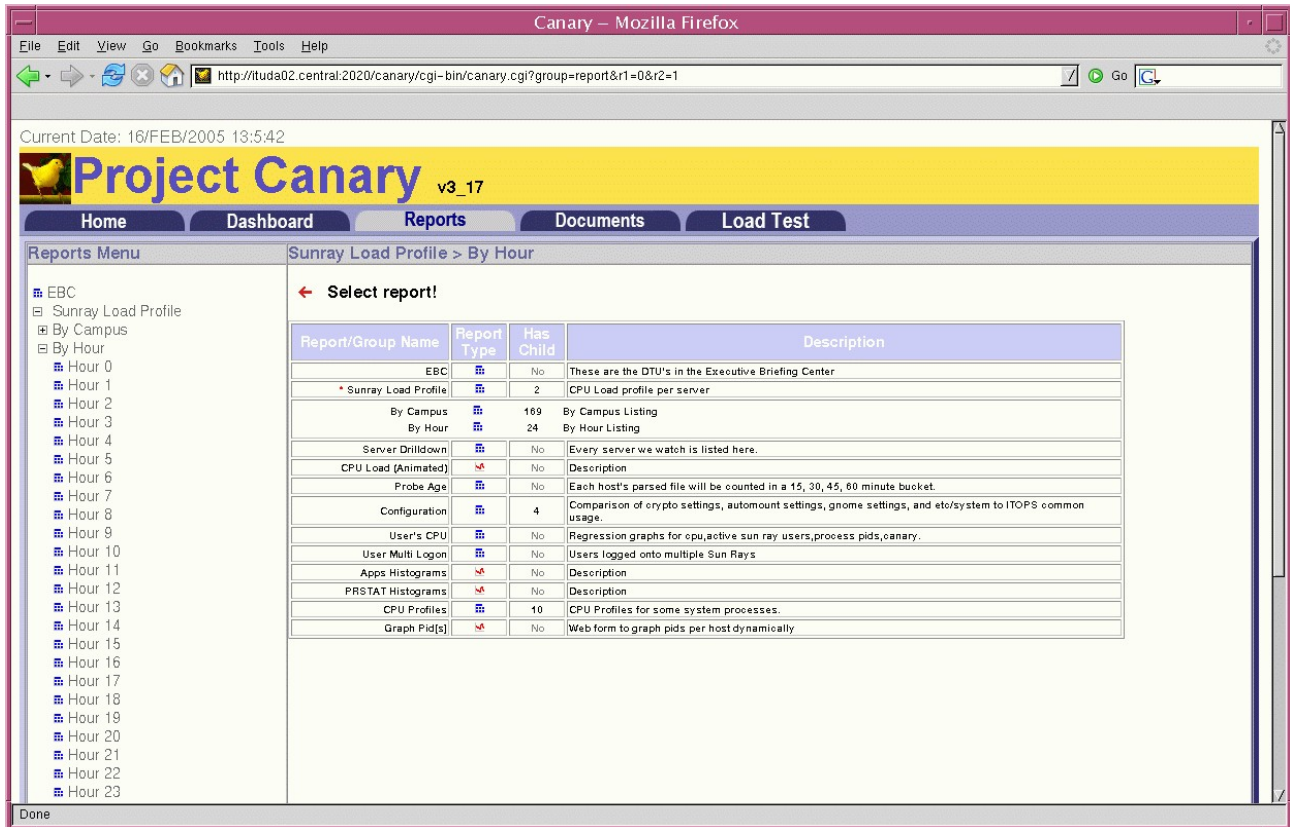 Canary – Mozilla Firefox
File Edit View Go Bookmarks Tools Help
http://ituda02.central:2020/canary/cgi-bin/canary.cgi?group=report&r1=0&r2=1 Go G
Current Date: 16/FEB/2005 13:5:42
Project Canary v3_17
Home Dashboard Reports Documents Load Test
Reports Menu
EBC
Sunray Load Profile
By Campus
By Hour
Hour 0
Hour 1
Hour 2
Hour 3
Hour 4
Hour 5
Hour 6
Hour 7
Hour 8
Hour 9
Hour 10
Hour 11
Hour 12
Hour 13
Hour 14
Hour 15
Hour 16
Hour 17
Hour 18
Hour 19
Hour 20
Hour 21
Hour 22
Hour 23
Sunray Load Profile > By Hour
Select report!
Report/Group Name Report Type Has Child Description
EBC No These are the DTU's in the Executive Briefing Center
* Sunray Load Profile 2 CPU Load profile per server
By Campus 169 By Campus Listing
By Hour 24 By Hour Listing
Server Drilldown No Every server we watch is listed here.
CPU Load (Animated) No Description
Probe Age No Each host's parsed file will be counted in a 15, 30, 45, 60 minute bucket.
Configuration 4 Comparison of crypto settings, automount settings, gnome settings, and etc/system to ITOPS common
usage.
User's CPU No Regression graphs for cpu,active sun ray users,process pids,canary.
User Multi Logon No Users logged onto multiple Sun Rays
Apps Histograms No Description
PRSTAT Histograms No Description
CPU Profiles 10 CPU Profiles for some system processes.
Graph Pid[s] No Web form to graph pids per host dynamically
Done